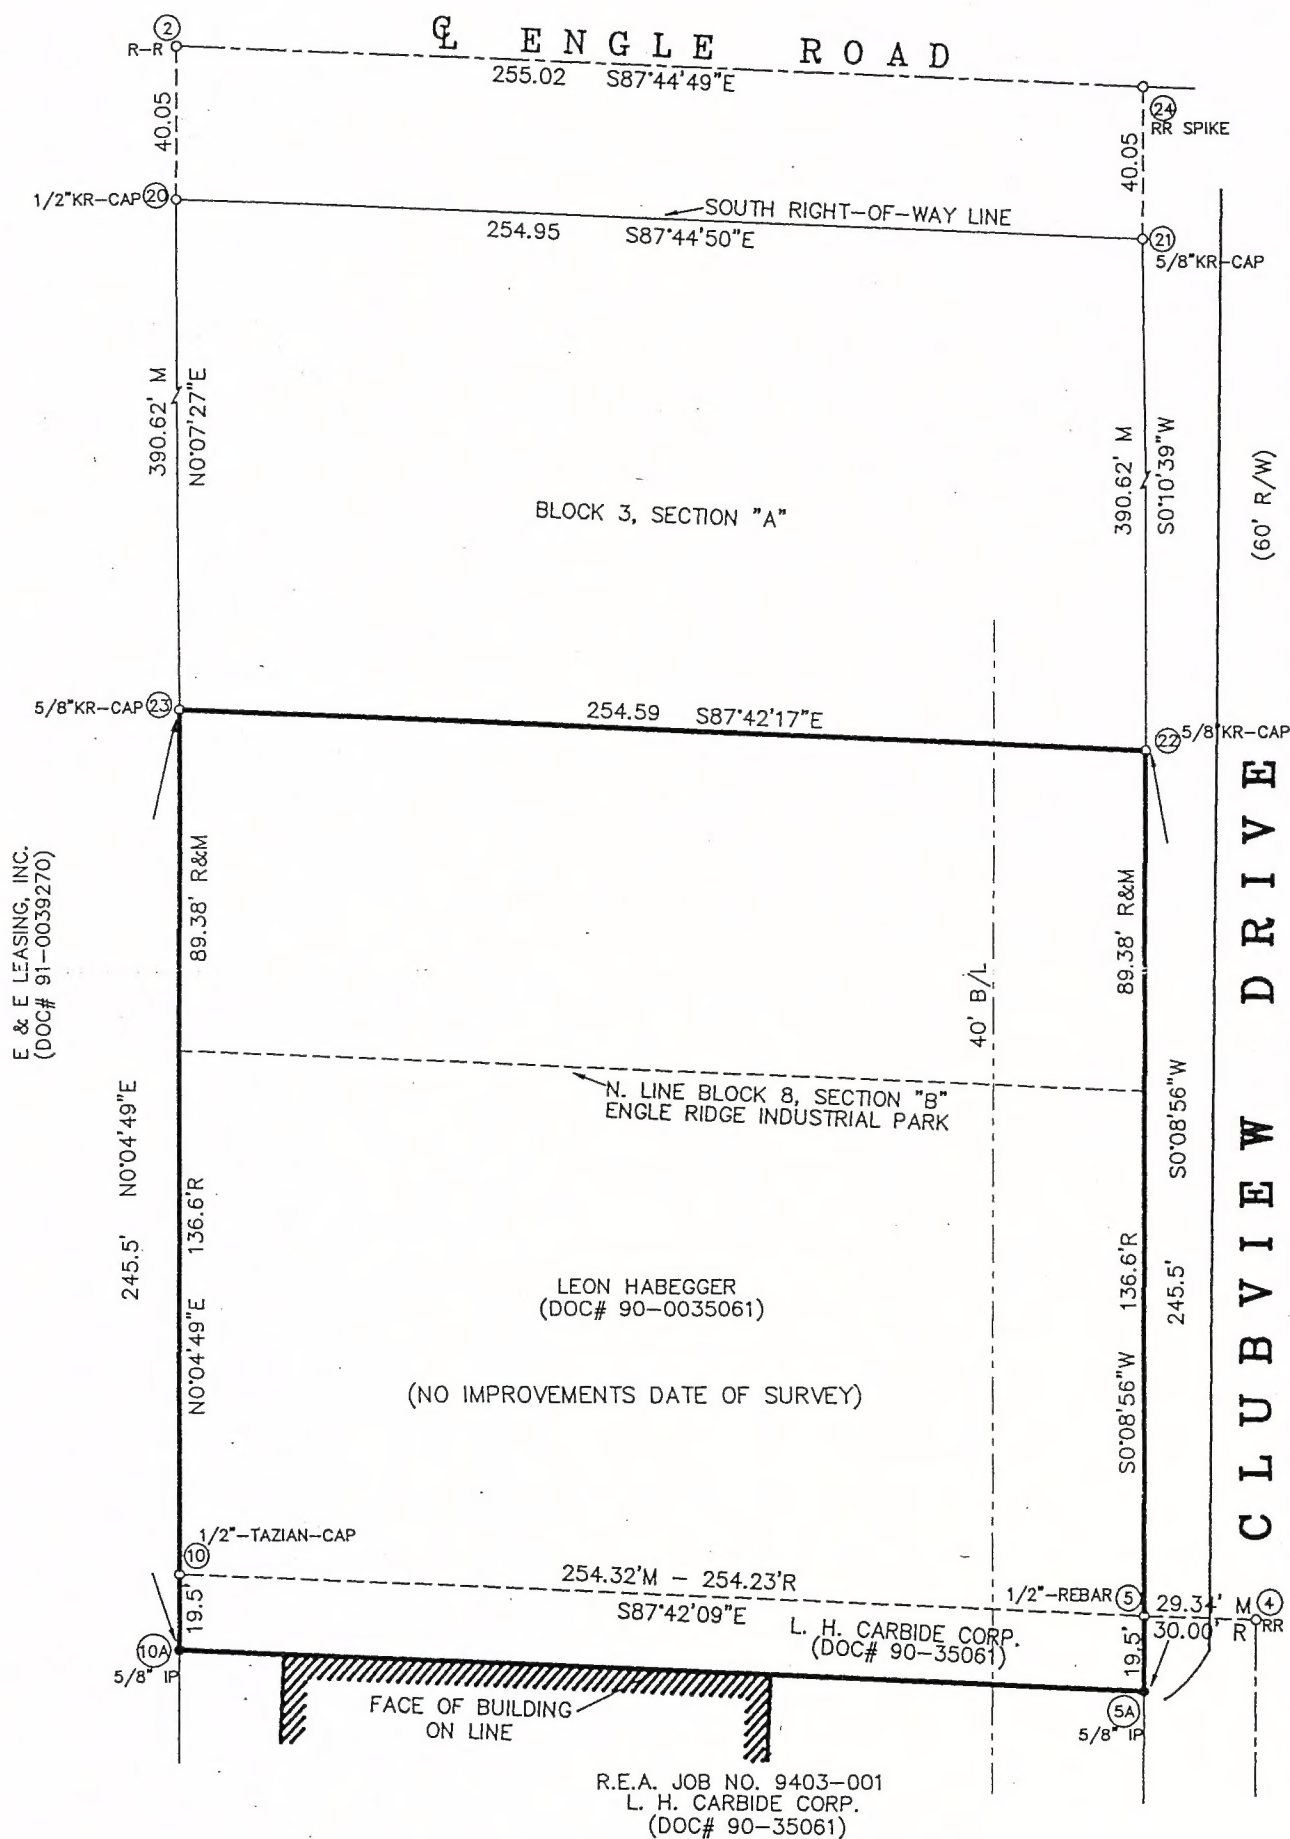 ℄ ENGLE ROAD
2
R-R
255.02 S87°44'49"E
24
RR SPIKE
40.05
40.05
1/2"KR-CAP 20
SOUTH RIGHT-OF-WAY LINE
254.95 S87°44'50"E
21
5/8"KR-CAP
390.62' M
N0°07'27"E
390.62' M
S0°10'39"W
(60' R/W)
BLOCK 3, SECTION "A"
5/8"KR-CAP 23
254.59 S87°42'17"E
22 5/8"KR-CAP
CLUBVIEW DRIVE
E & E LEASING, INC.
(DOC# 91-0039270)
89.38' R&M
89.38' R&M
40' B/L
N. LINE BLOCK 8, SECTION "B"
ENGLE RIDGE INDUSTRIAL PARK
245.5' N0°04'49"E
N0°04'49"E 136.6'R
S0°08'56"W 136.6'R
245.5' S0°08'56"W
LEON HABEGGER
(DOC# 90-0035061)
(NO IMPROVEMENTS DATE OF SURVEY)
1/2"-TAZIAN-CAP
10
254.32'M - 254.23'R
S87°42'09"E
1/2"-REBAR 5
29.34' M 4
30.00' R RR
19.5'
19.5'
L. H. CARBIDE CORP.
(DOC# 90-35061)
10A
5/8" IP
5A
5/8" IP
FACE OF BUILDING
ON LINE
R.E.A. JOB NO. 9403-001
L. H. CARBIDE CORP.
(DOC# 90-35061)